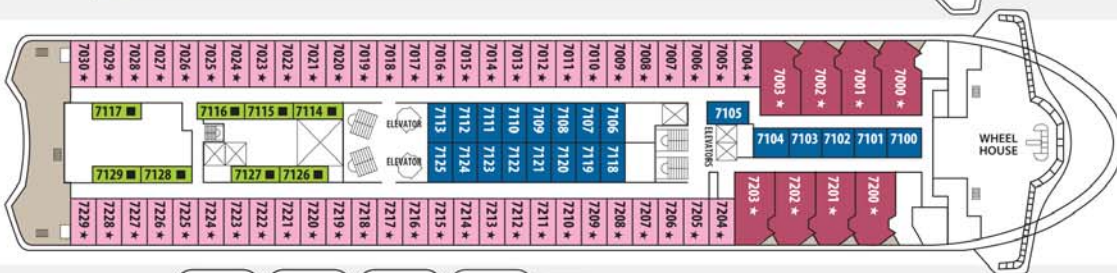 7030★ 7029★ 7028★ 7027★ 7026★ 7025★ 7024★ 7023★ 7022★ 7021★ 7020★ 7019★ 7018★ 7017★ 7016★ 7015★ 7014★ 7013★ 7012★ 7011★ 7010★ 7009★ 7008★ 7007★ 7006★ 7005★ 7004★
7003★ 7002★ 7001★ 7000★
7117■ 7116■ 7115■ 7114■
ELEVATOR
7113 7112 7111 7110 7109 7108 7107 7106
7105
ELEVATORS
7104 7103 7102 7101 7100
WHEEL
HOUSE
ELEVATOR
7125 7124 7123 7122 7121 7120 7119 7118
7129■ 7128■ 7127■ 7126■
7203★ 7202★ 7201★ 7200★
7229★ 7228★ 7227★ 7226★ 7225★ 7224★ 7223★ 7222★ 7221★ 7220★ 7219★ 7218★ 7217★ 7216★ 7215★ 7214★ 7213★ 7212★ 7211★ 7210★ 7209★ 7208★ 7207★ 7206★ 7205★ 7204★